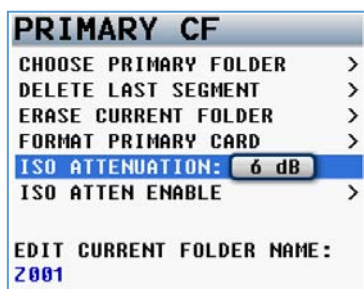 PRIMARY CF
CHOOSE PRIMARY FOLDER >
DELETE LAST SEGMENT >
ERASE CURRENT FOLDER >
FORMAT PRIMARY CARD >
ISO ATTENUATION: 6 dB
ISO ATTEN ENABLE >
EDIT CURRENT FOLDER NAME:
Z001